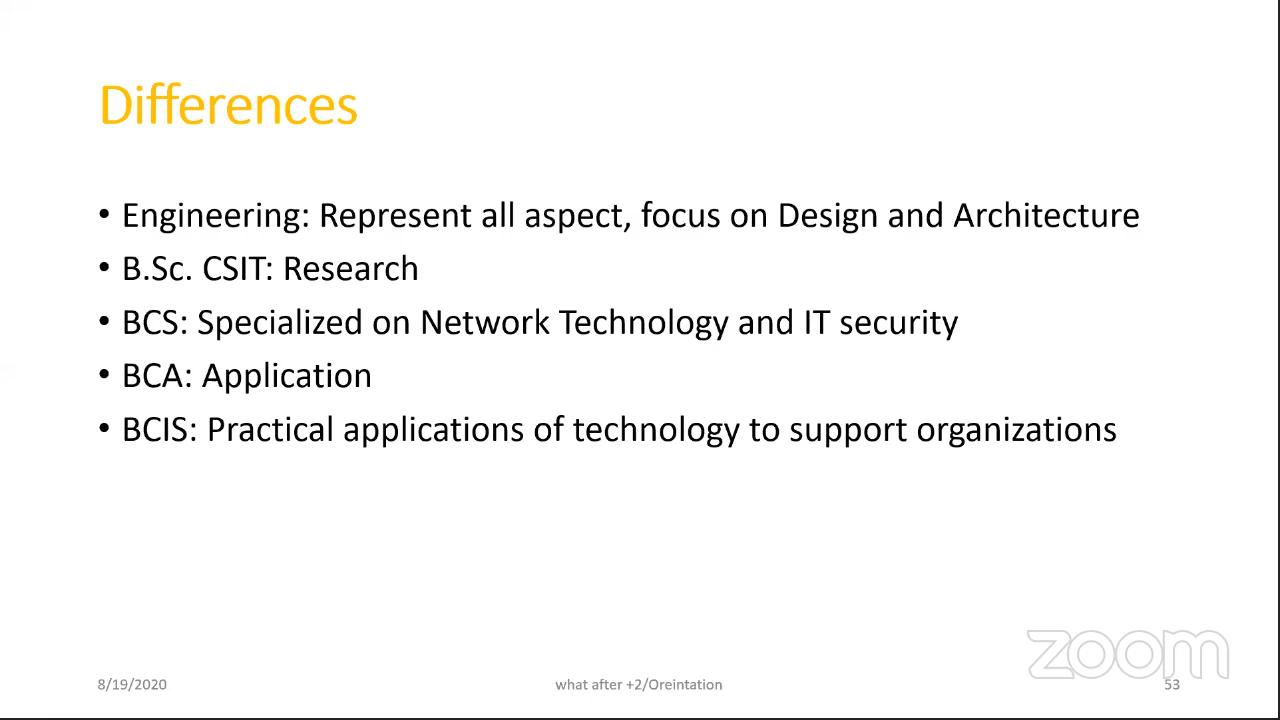 Differences
• Engineering: Represent all aspect, focus on Design and Architecture
• B.Sc. CSIT: Research
• BCS: Specialized on Network Technology and IT security
• BCA: Application
• BCIS: Practical applications of technology to support organizations
zoom
8/19/2020
what after +2/Oreintation
53